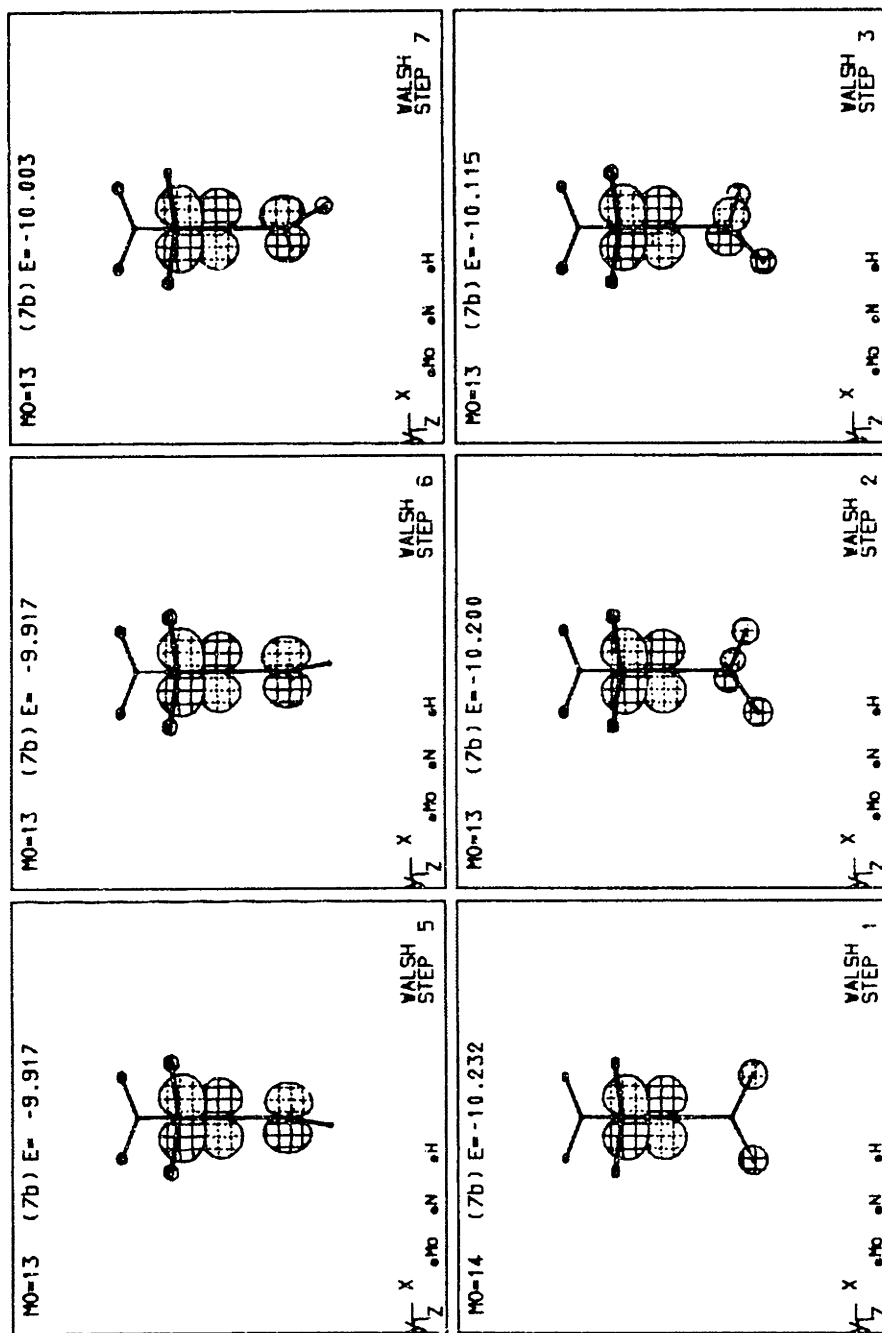 MO=13 (7b) E= -9.917
WALSH
STEP 5
X
Z Mo N H
MO=13 (7b) E= -9.917
WALSH
STEP 6
X
Z Mo N H
MO=13 (7b) E=-10.003
WALSH
STEP 7
X
Z Mo N H
MO=14 (7b) E=-10.232
WALSH
STEP 1
X
Z Mo N H
MO=13 (7b) E=-10.200
WALSH
STEP 2
X
Z Mo N H
MO=13 (7b) E=-10.115
WALSH
STEP 3
X
Z Mo N H